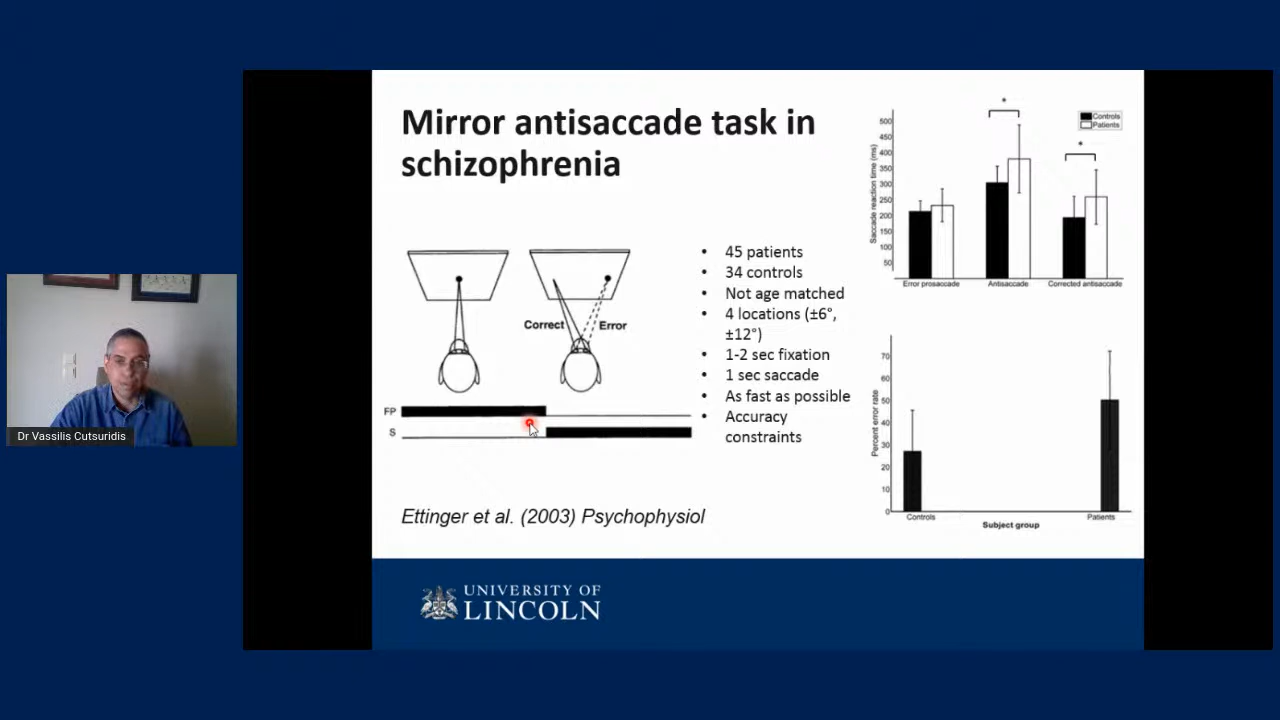 Mirror antisaccade task in
schizophrenia
Correct
Error
FP
S
• 45 patients
• 34 controls
• Not age matched
• 4 locations (±6°,
±12°)
• 1-2 sec fixation
• 1 sec saccade
• As fast as possible
• Accuracy
constraints
Ettinger et al. (2003) Psychophysiol
*
*
Controls
Patients
Saccade reaction time (ms)
500
450
400
350
300
250
200
150
100
50
Error prosaccade
Antisaccade
Corrected antisaccade
Percent error rate
70
60
50
40
30
20
10
0
Controls
Patients
Subject group
UNIVERSITY OF
LINCOLN
Dr Vassilis Cutsuridis